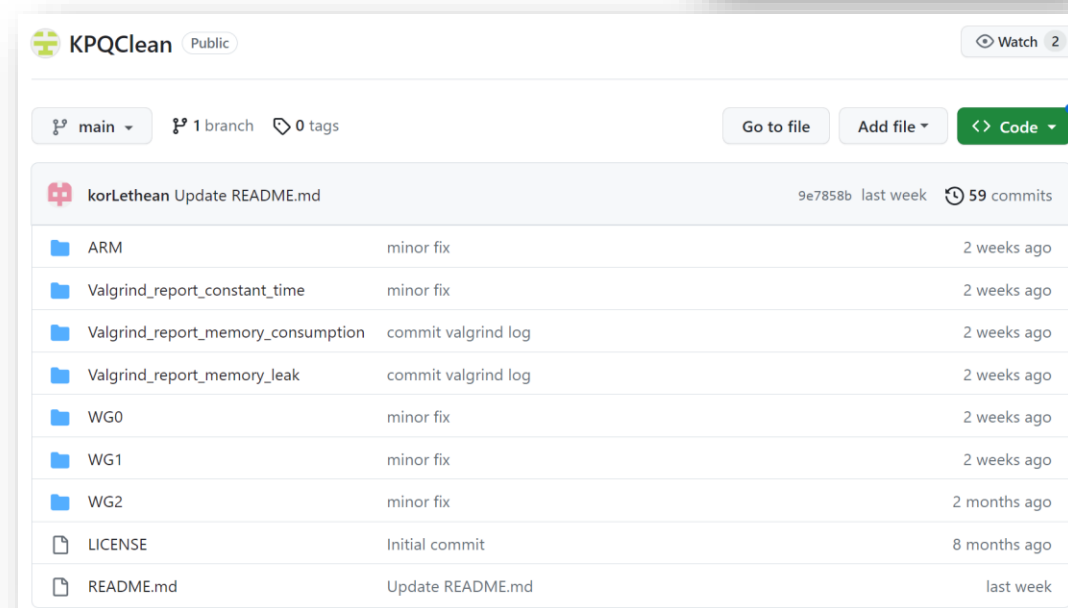 KPQClean Public Watch 2
main 1 branch 0 tags Go to file Add file <> Code
korLethean Update README.md 9e7858b last week 59 commits
ARM minor fix 2 weeks ago
Valgrind_report_constant_time minor fix 2 weeks ago
Valgrind_report_memory_consumption commit valgrind log 2 weeks ago
Valgrind_report_memory_leak commit valgrind log 2 weeks ago
WG0 minor fix 2 weeks ago
WG1 minor fix 2 weeks ago
WG2 minor fix 2 months ago
LICENSE Initial commit 8 months ago
README.md Update README.md last week